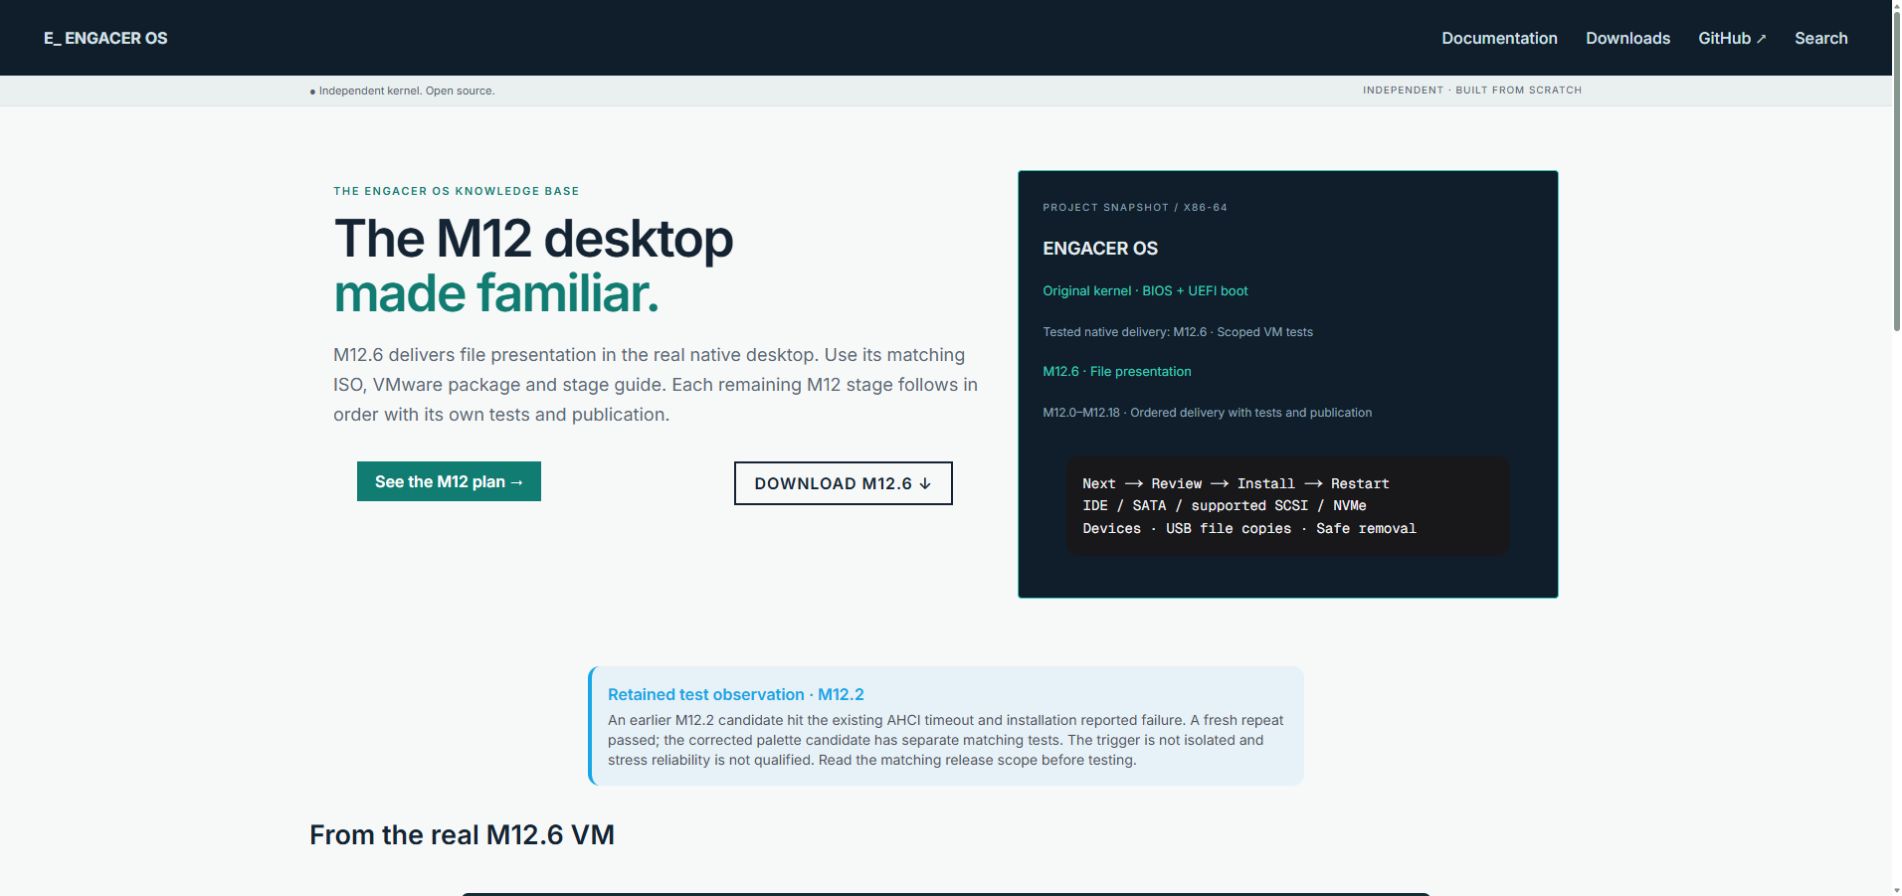 E_ ENGACER OS
Documentation
Downloads
GitHub ↗
Search
● Independent kernel. Open source.
INDEPENDENT · BUILT FROM SCRATCH
THE ENGACER OS KNOWLEDGE BASE
The M12 desktop
made familiar.
M12.6 delivers file presentation in the real native desktop. Use its matching
ISO, VMware package and stage guide. Each remaining M12 stage follows in
order with its own tests and publication.
See the M12 plan →
DOWNLOAD M12.6 ↓
PROJECT SNAPSHOT / X86-64
ENGACER OS
Original kernel · BIOS + UEFI boot
Tested native delivery: M12.6 · Scoped VM tests
M12.6 · File presentation
M12.0–M12.18 · Ordered delivery with tests and publication
Next → Review → Install → Restart
IDE / SATA / supported SCSI / NVMe
Devices · USB file copies · Safe removal
Retained test observation · M12.2
An earlier M12.2 candidate hit the existing AHCI timeout and installation reported failure. A fresh repeat
passed; the corrected palette candidate has separate matching tests. The trigger is not isolated and
stress reliability is not qualified. Read the matching release scope before testing.
From the real M12.6 VM